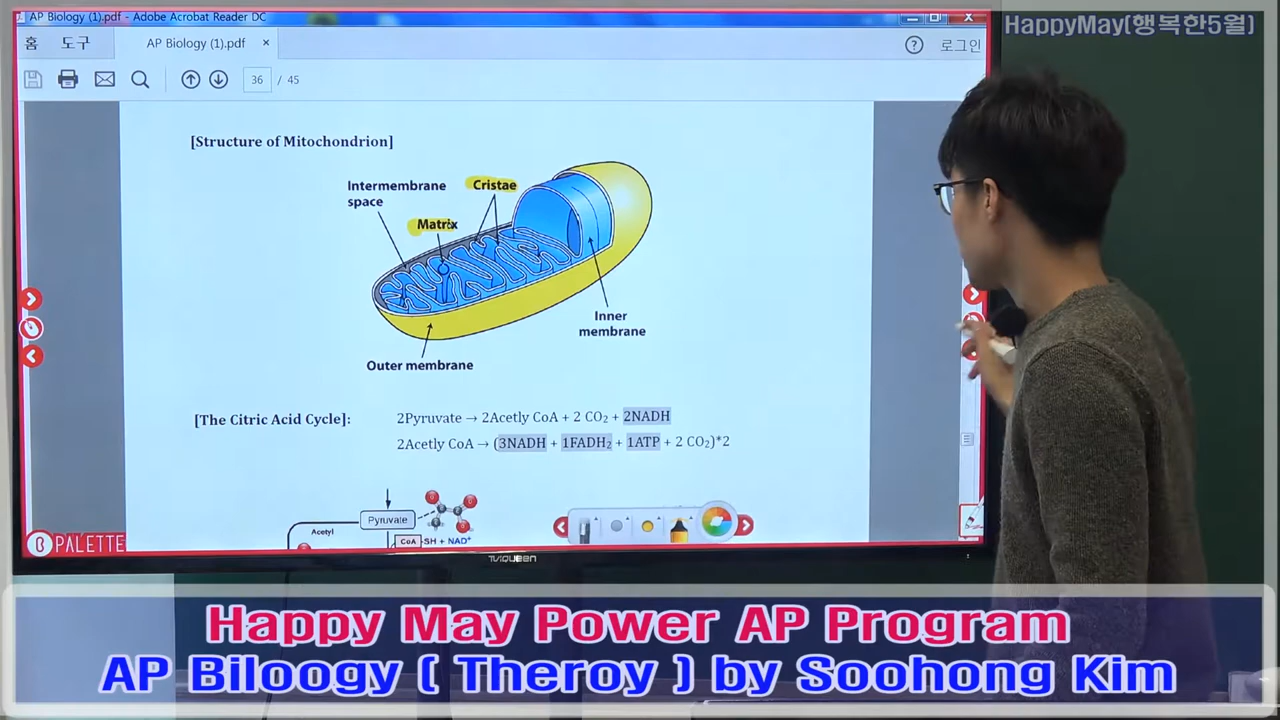 AP Biology (1).pdf - Adobe Acrobat Reader DC
HappyMay(행복한5월)
홈 도구 AP Biology (1).pdf × ? 로그인
36 / 45
[Structure of Mitochondrion]
Intermembrane
space
Cristae
Matrix
Inner
membrane
Outer membrane
[The Citric Acid Cycle]: 2Pyruvate → 2Acetly CoA + 2 CO₂ + 2NADH
2Acetly CoA → (3NADH + 1FADH₂ + 1ATP + 2 CO₂)*2
Pyruvate
Acetyl
CoA-SH + NAD⁺
PALETTE
TVIQUEEN
Happy May Power AP Program
AP Biloogy ( Theroy ) by Soohong Kim